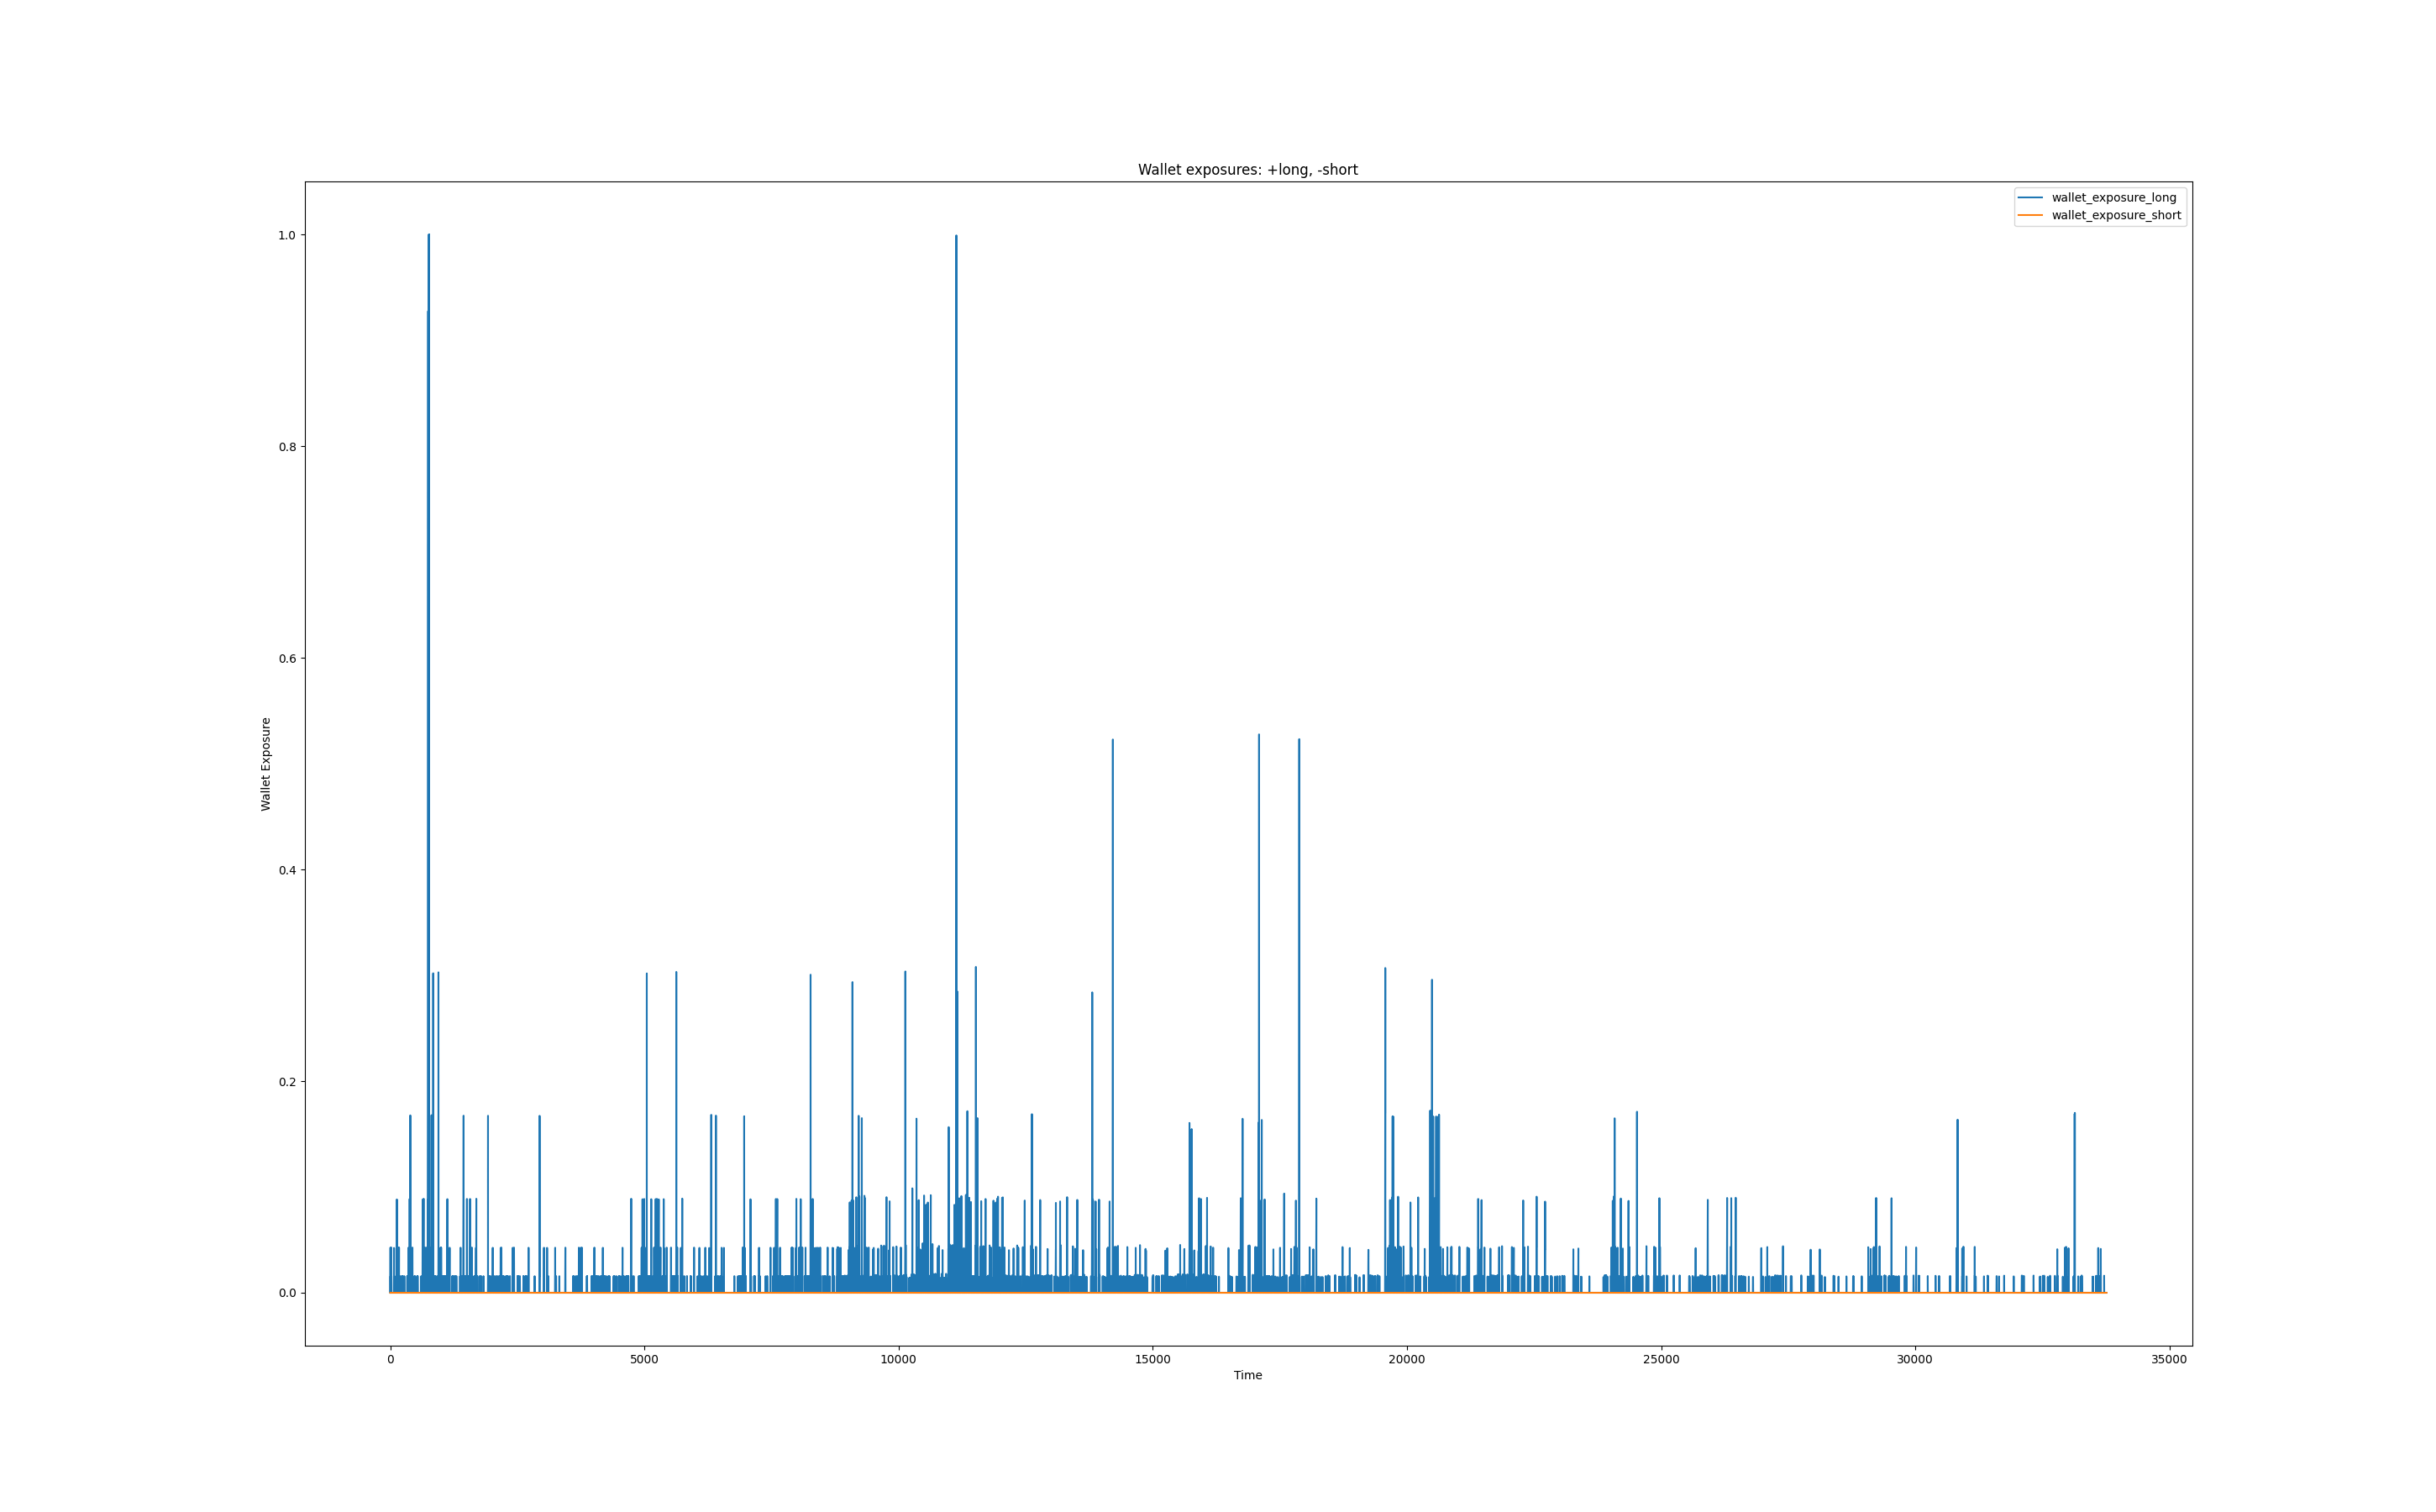 Wallet exposures: +long, -short
wallet_exposure_long
wallet_exposure_short
1.0
0.8
0.6
0.4
0.2
0.0
Wallet Exposure
0 5000 10000 15000 20000 25000 30000 35000
Time